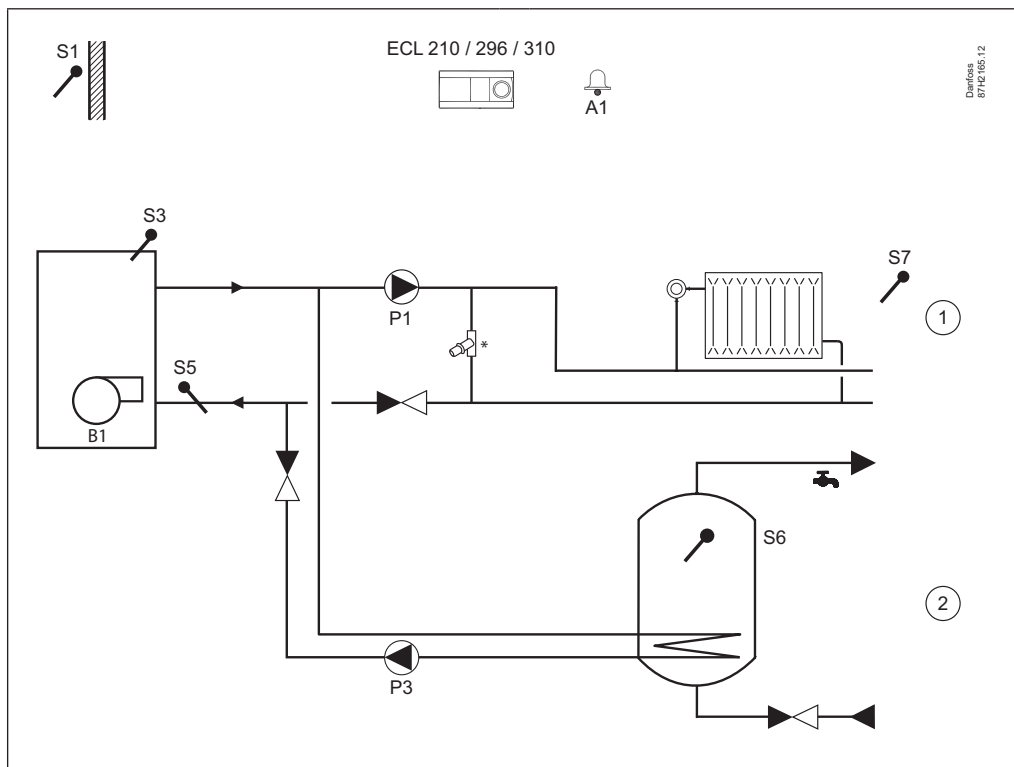 S1
ECL 210 / 296 / 310
A1
Danfoss
87H2165.12
S3
S7
P1
*
1
S5
B1
S6
2
P3